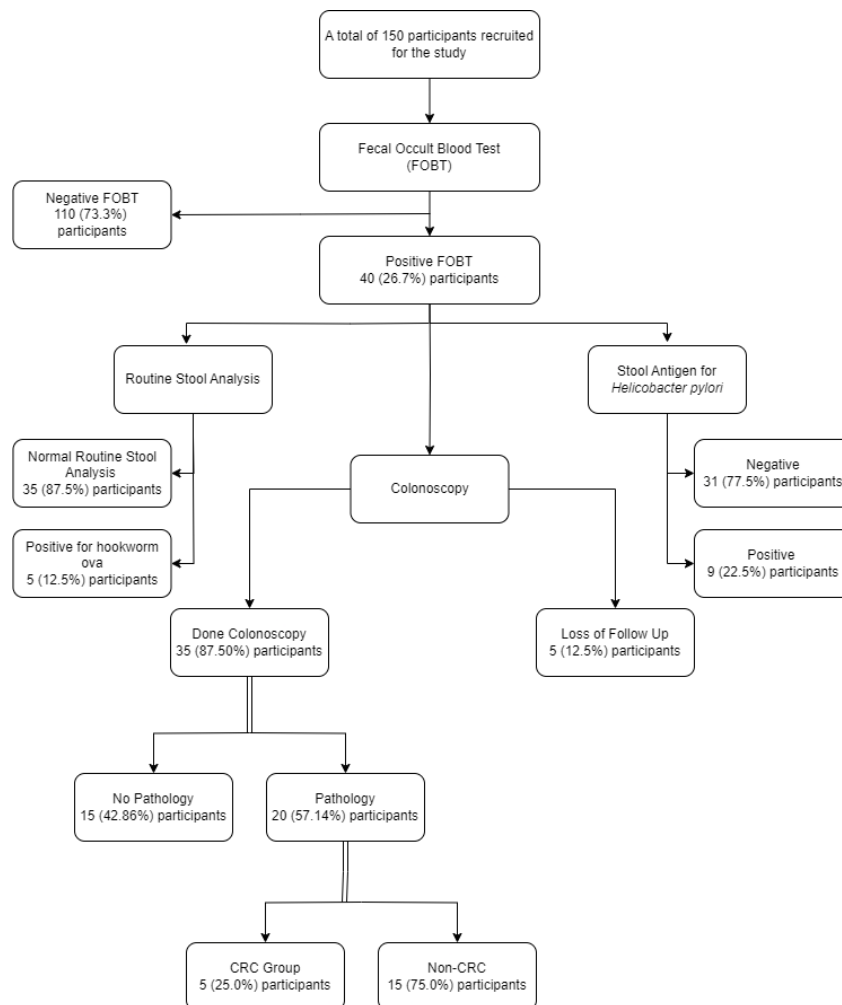 A total of 150 participants recruited
for the study
Fecal Occult Blood Test
(FOBT)
Negative FOBT
110 (73.3%)
participants
Positive FOBT
40 (26.7%) participants
Routine Stool Analysis
Stool Antigen for
Helicobacter pylori
Normal Routine Stool
Analysis
35 (87.5%) participants
Colonoscopy
Negative
31 (77.5%) participants
Positive for hookworm
ova
5 (12.5%) participants
Positive
9 (22.5%) participants
Done Colonoscopy
35 (87.50%) participants
Loss of Follow Up
5 (12.5%) participants
No Pathology
15 (42.86%) participants
Pathology
20 (57.14%) participants
CRC Group
5 (25.0%) participants
Non-CRC
15 (75.0%) participants